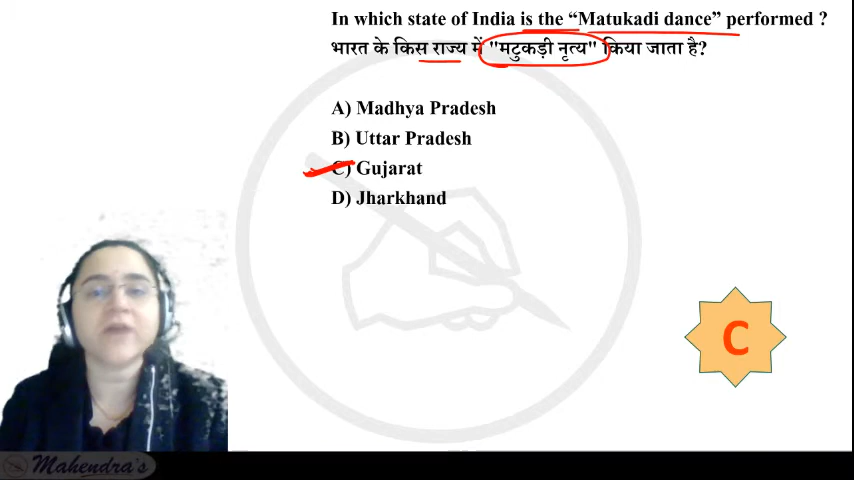 In which state of India is the “Matukadi dance” performed ?
भारत के किस राज्य में "मटुकड़ी नृत्य" किया जाता है?
A) Madhya Pradesh
B) Uttar Pradesh
C) Gujarat
D) Jharkhand
C
Mahendra's